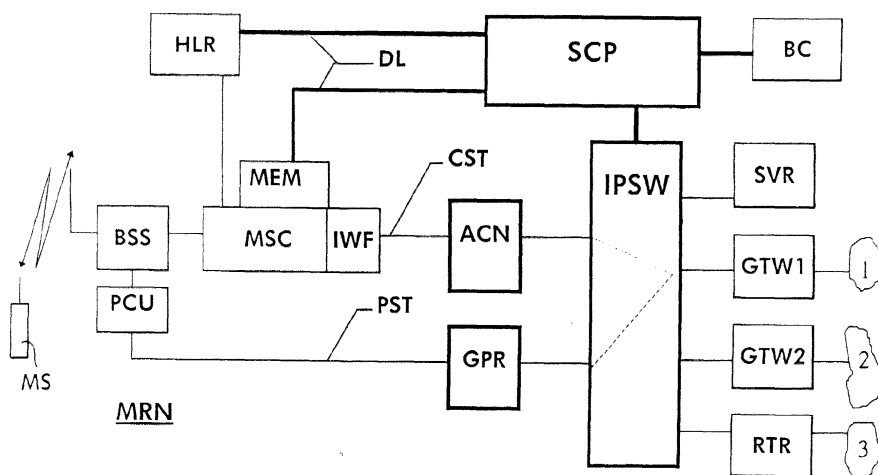 HLR
DL
SCP
BC
MEM
CST
IPSW
SVR
BSS
MSC
IWF
ACN
GTW1
1
PCU
PST
GPR
GTW2
2
MS
MRN
RTR
3